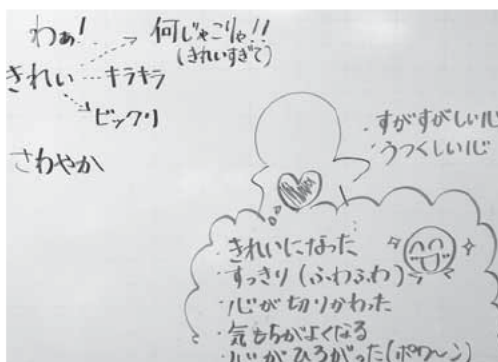 わぁ!
何じゃこりゃ!!
(きれいすぎて)
きれい
キラキラ
ビックリ
さわやか
・すがすがしい心
・うつくしい心
・きれいになった
・すっきり(ふわふわ)
・心が切りかわった
・気もちがよくなる
・心がひろがった(ポワ〜ン)